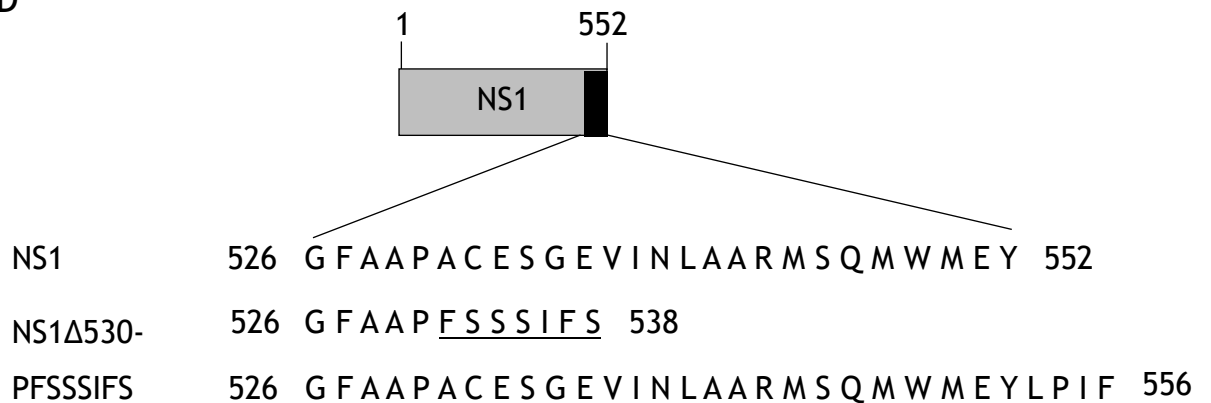 D
1 552
NS1
NS1 526 G F A A P A C E S G E V I N L A A R M S Q M W M E Y 552
NS1Δ530- 526 G F A A P F S S S I F S 538
PFSSSIFS 526 G F A A P A C E S G E V I N L A A R M S Q M W M E Y L P I F 556